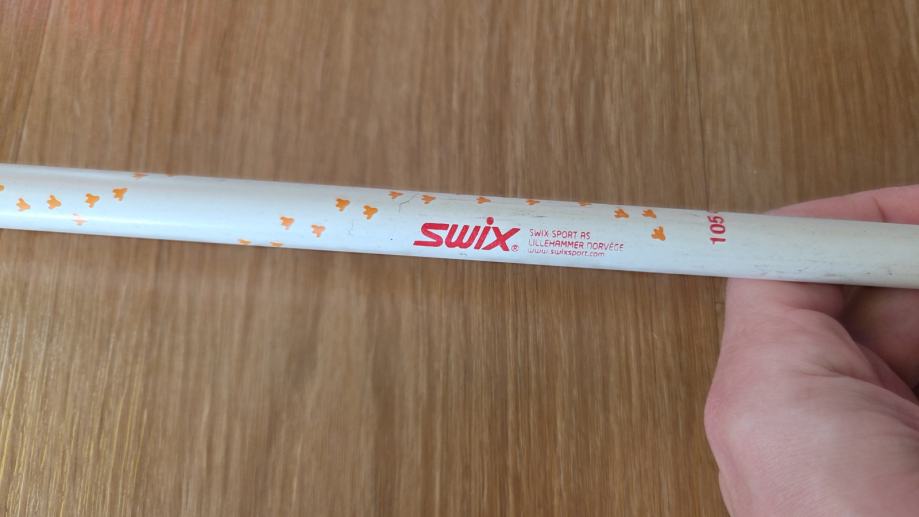 swix®
SWIX SPORT AS
LILLEHAMMER NORVÈGE
www.swixsport.com
105